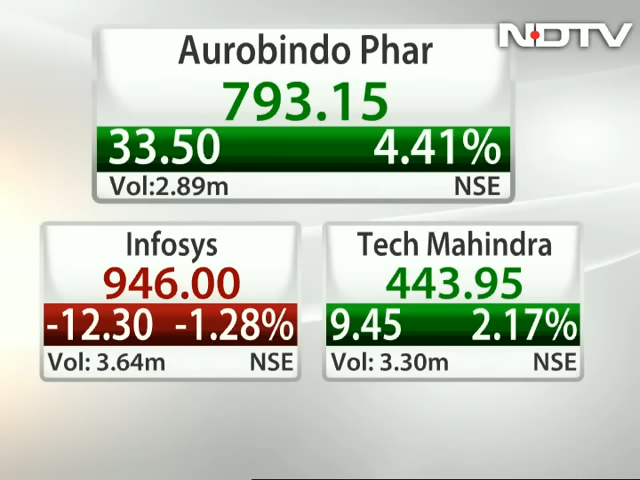 NDTV
Aurobindo Phar
793.15
33.50 4.41%
Vol:2.89m NSE
Infosys
946.00
-12.30 -1.28%
Vol: 3.64m NSE
Tech Mahindra
443.95
9.45 2.17%
Vol: 3.30m NSE